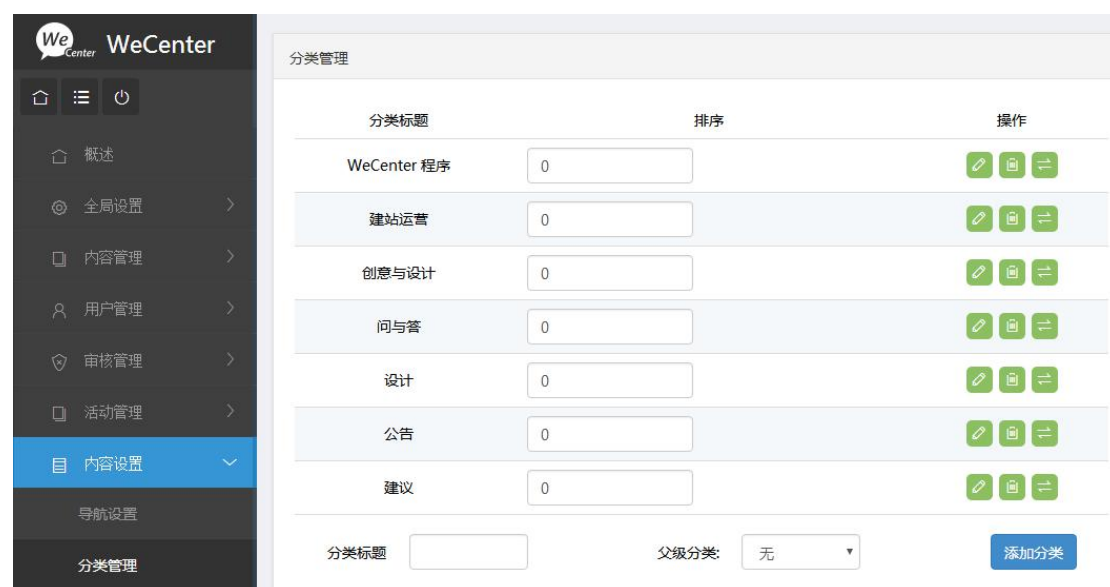 We Center WeCenter
概述
全局设置
内容管理
用户管理
审核管理
活动管理
内容设置
导航设置
分类管理
分类管理
分类标题 排序 操作
WeCenter 程序 0
建站运营 0
创意与设计 0
问与答 0
设计 0
公告 0
建议 0
分类标题 父级分类: 无 添加分类